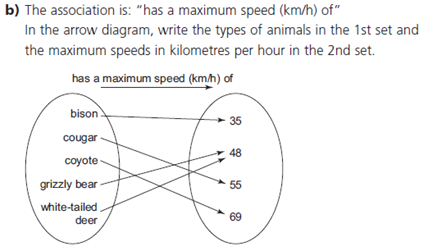 b) The association is: “has a maximum speed (km/h) of”
In the arrow diagram, write the types of animals in the 1st set and
the maximum speeds in kilometres per hour in the 2nd set.
has a maximum speed (km/h) of
bison
cougar
coyote
grizzly bear
white-tailed
deer
35
48
55
69